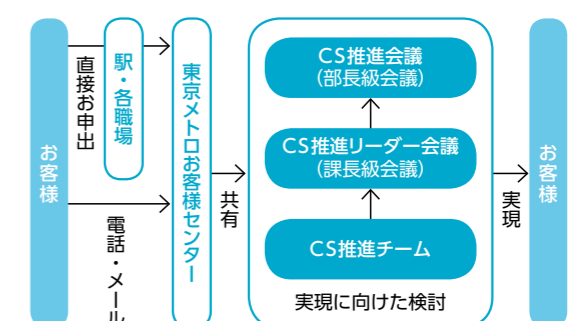 お客様
直接お申出
駅・各職場
電話・メール
東京メトロお客様センター
共有
CS推進会議
(部長級会議)
CS推進リーダー会議
(課長級会議)
CS推進チーム
実現に向けた検討
実現
お客様